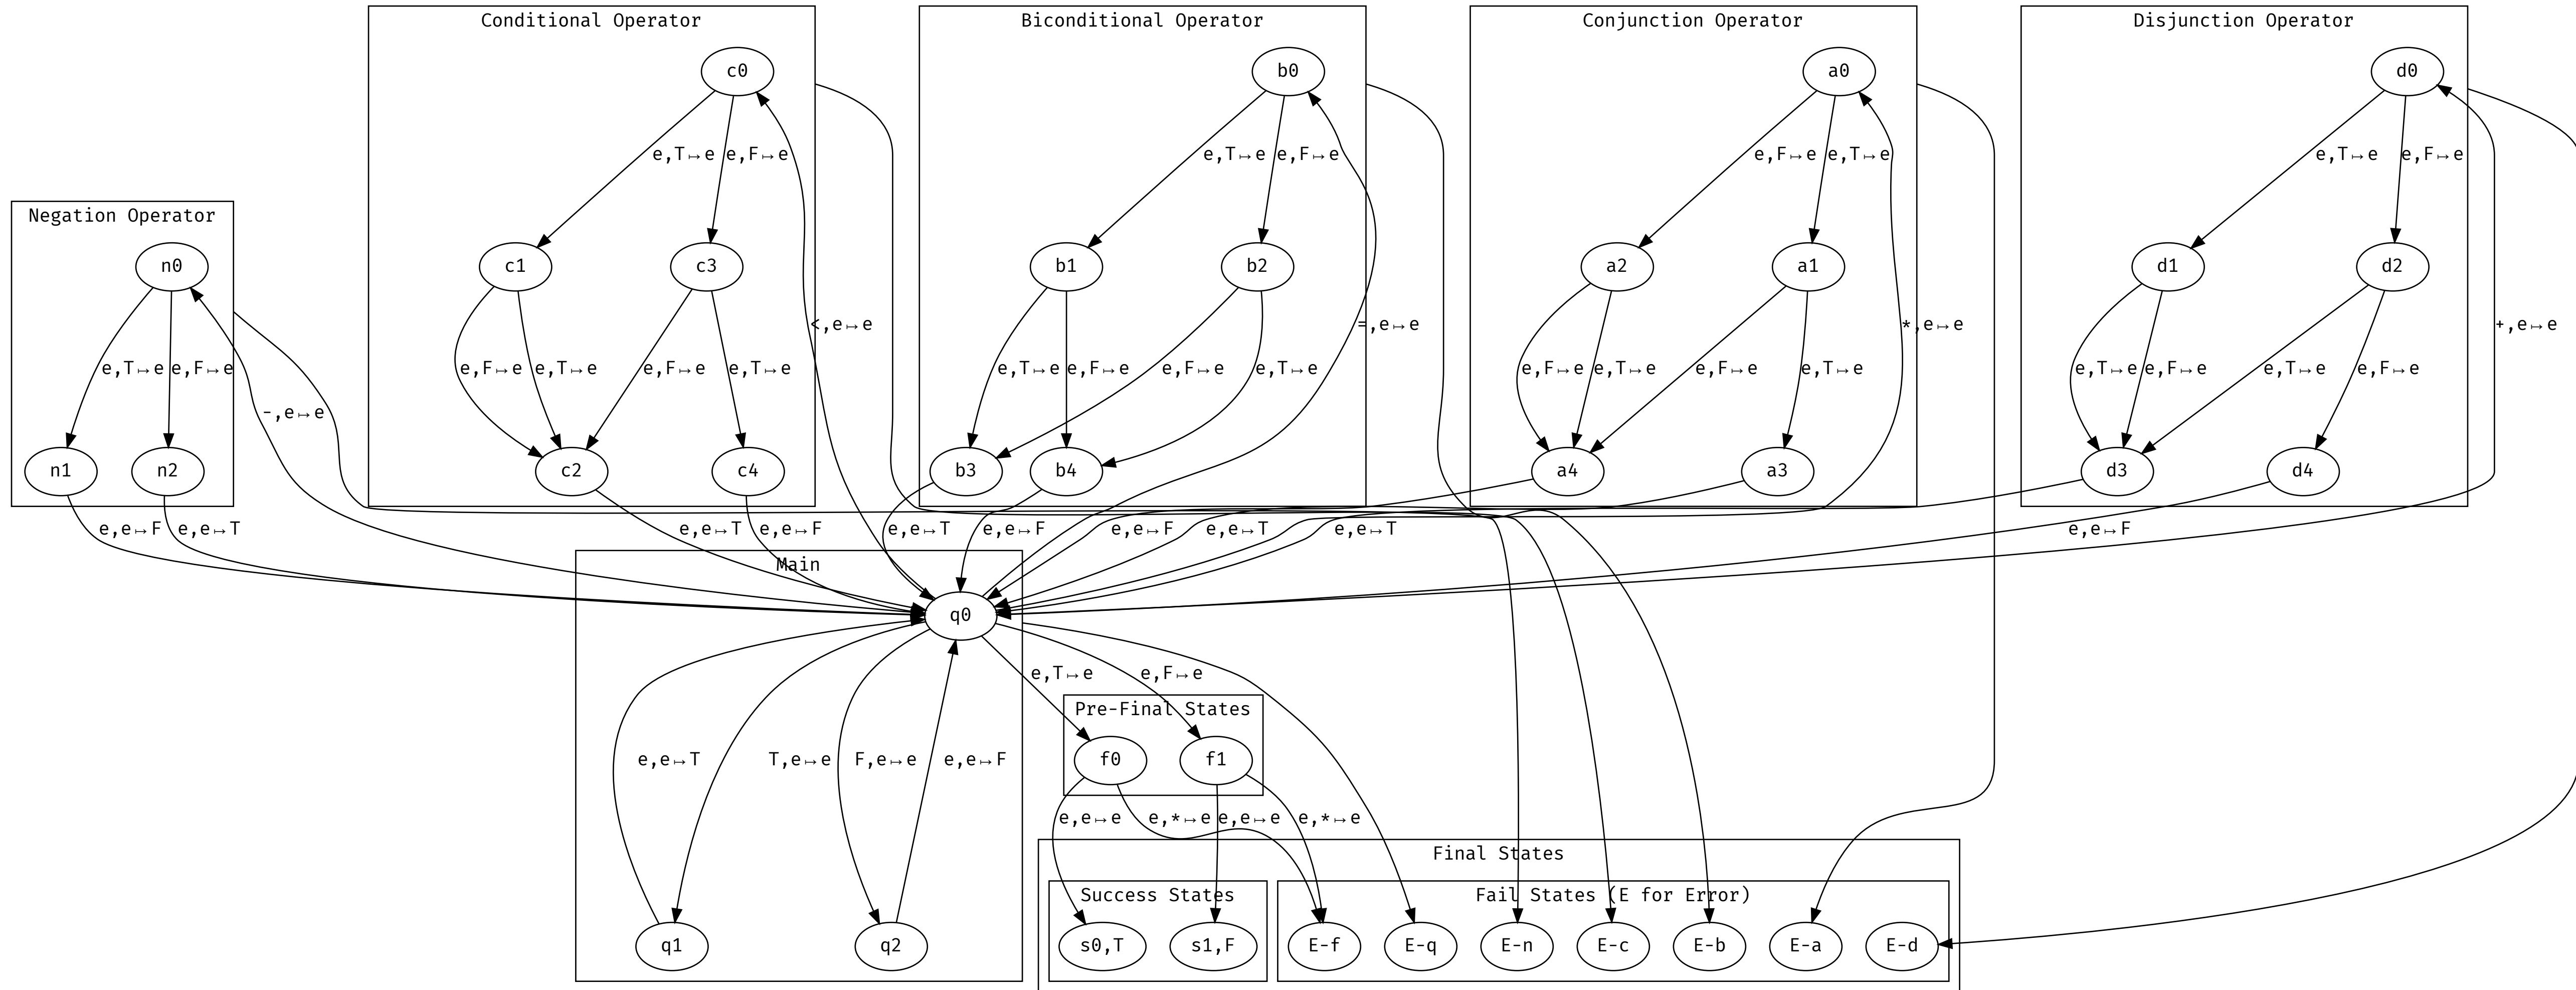 Conditional Operator
Biconditional Operator
Conjunction Operator
Disjunction Operator
c0
b0
a0
d0
e,T↦e
e,F↦e
e,T↦e
e,F↦e
e,F↦e
e,T↦e
e,T↦e
e,F↦e
Negation Operator
n0
c1
c3
b1
b2
a2
a1
d1
d2
<,e↦e
=,e↦e
*,e↦e
+,e↦e
e,T↦e
e,F↦e
e,F↦e
e,T↦e
e,F↦e
e,T↦e
e,T↦e
e,F↦e
e,F↦e
e,T↦e
e,F↦e
e,T↦e
e,F↦e
e,T↦e
e,T↦e
e,F↦e
e,T↦e
e,F↦e
-,e↦e
n1
n2
c2
c4
b3
b4
a4
a3
d3
d4
e,e↦F
e,e↦T
e,e↦T
e,e↦F
e,e↦T
e,e↦F
e,e↦F
e,e↦T
e,e↦T
e,e↦F
Main
q0
e,T↦e
e,F↦e
Pre-Final States
e,e↦T
T,e↦e
F,e↦e
e,e↦F
f0
f1
e,e↦e
e,*↦e
e,e↦e
e,*↦e
Final States
Success States
Fail States (E for Error)
q1
q2
s0,T
s1,F
E-f
E-q
E-n
E-c
E-b
E-a
E-d